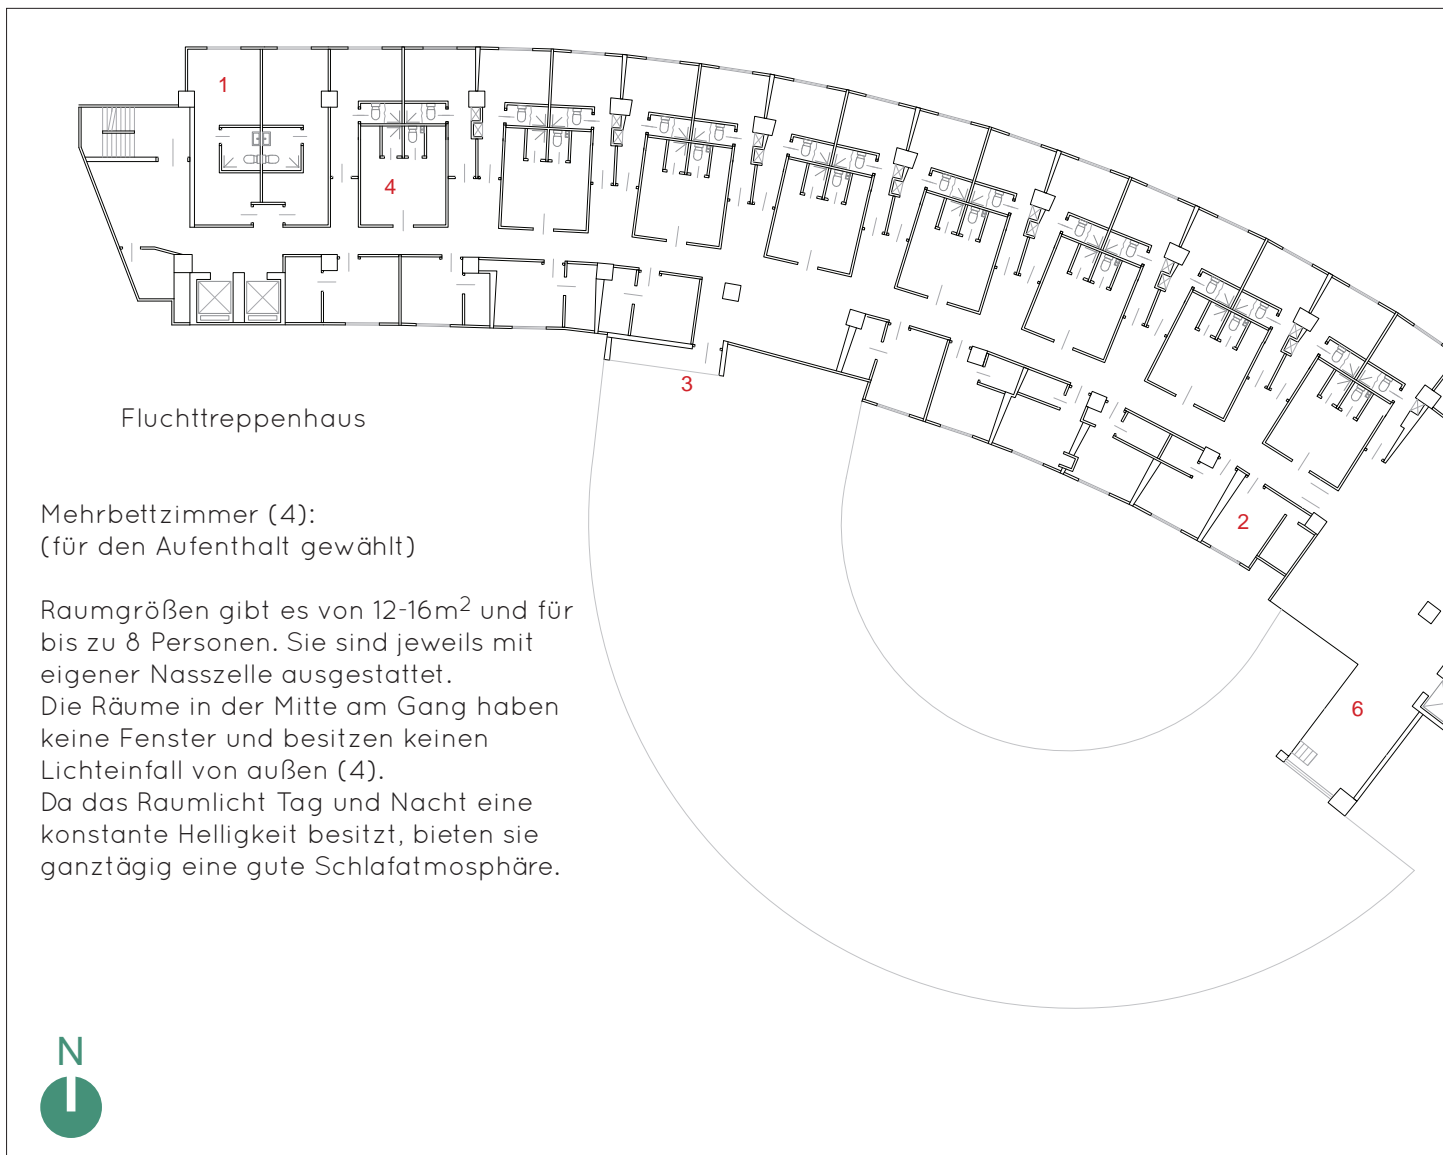 1
4
3
2
6
Fluchttreppenhaus
Mehrbettzimmer (4):
(für den Aufenthalt gewählt)
Raumgrößen gibt es von 12-16m² und für
bis zu 8 Personen. Sie sind jeweils mit
eigener Nasszelle ausgestattet.
Die Räume in der Mitte am Gang haben
keine Fenster und besitzen keinen
Lichteinfall von außen (4).
Da das Raumlicht Tag und Nacht eine
konstante Helligkeit besitzt, bieten sie
ganztägig eine gute Schlafatmosphäre.
N